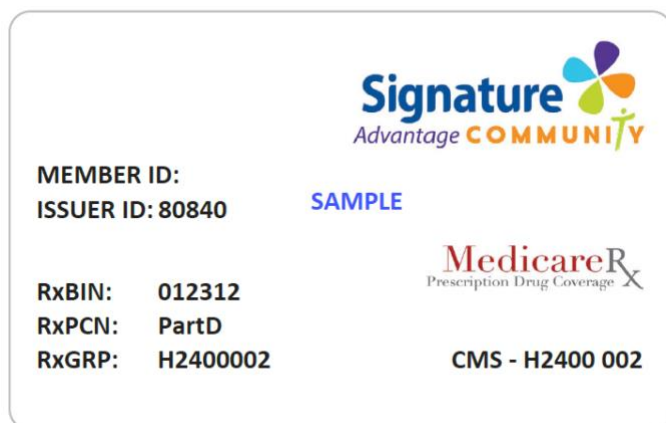 Signature
Advantage COMMUNITY
MEMBER ID:
ISSUER ID: 80840
SAMPLE
MedicareRx
Prescription Drug Coverage
RxBIN: 012312
RxPCN: PartD
RxGRP: H2400002
CMS - H2400 002